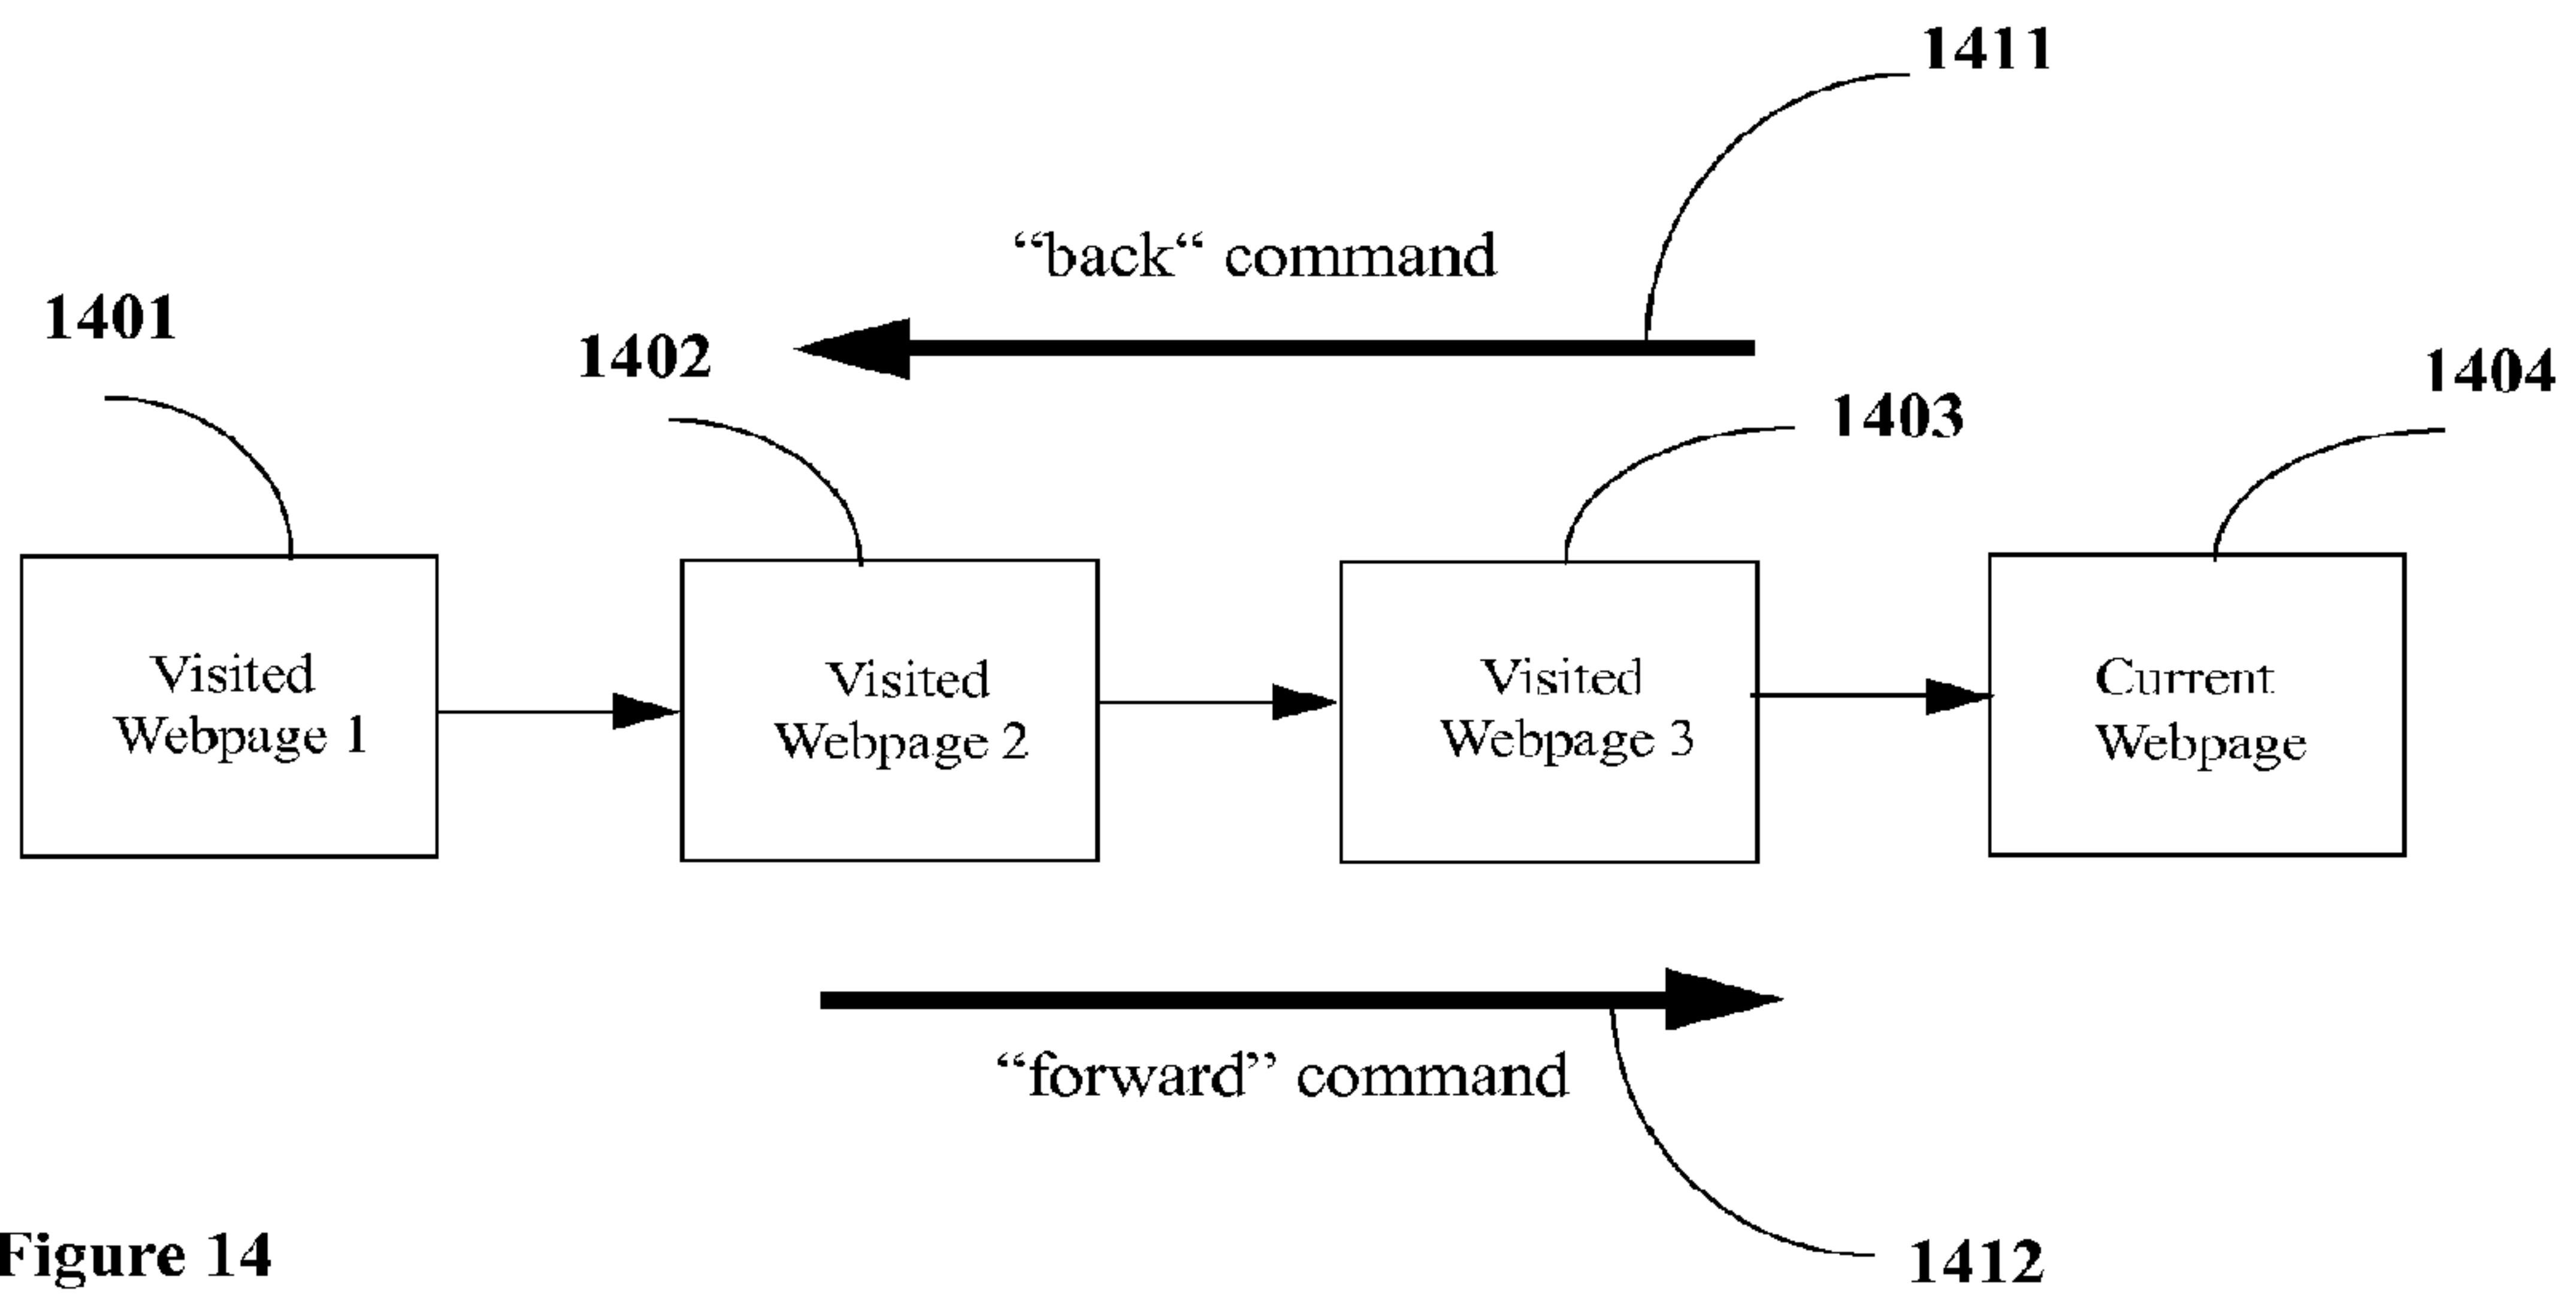 1411
“back“ command
1401
1402
1403
1404
Visited
Webpage 1
Visited
Webpage 2
Visited
Webpage 3
Current
Webpage
“forward” command
1412
Figure 14